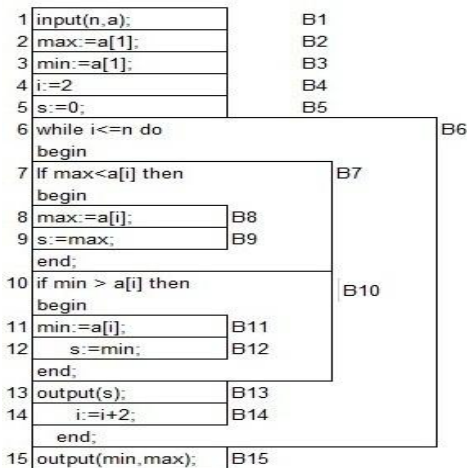 1 input(n,a); B1
2 max:=a[1]; B2
3 min:=a[1]; B3
4 i:=2 B4
5 s:=0; B5
6 while i<=n do B6
begin
7 If max<a[i] then B7
begin
8 max:=a[i]; B8
9 s:=max; B9
end;
10 if min > a[i] then B10
begin
11 min:=a[i]; B11
12 s:=min; B12
end;
13 output(s); B13
14 i:=i+2; B14
end;
15 output(min,max); B15